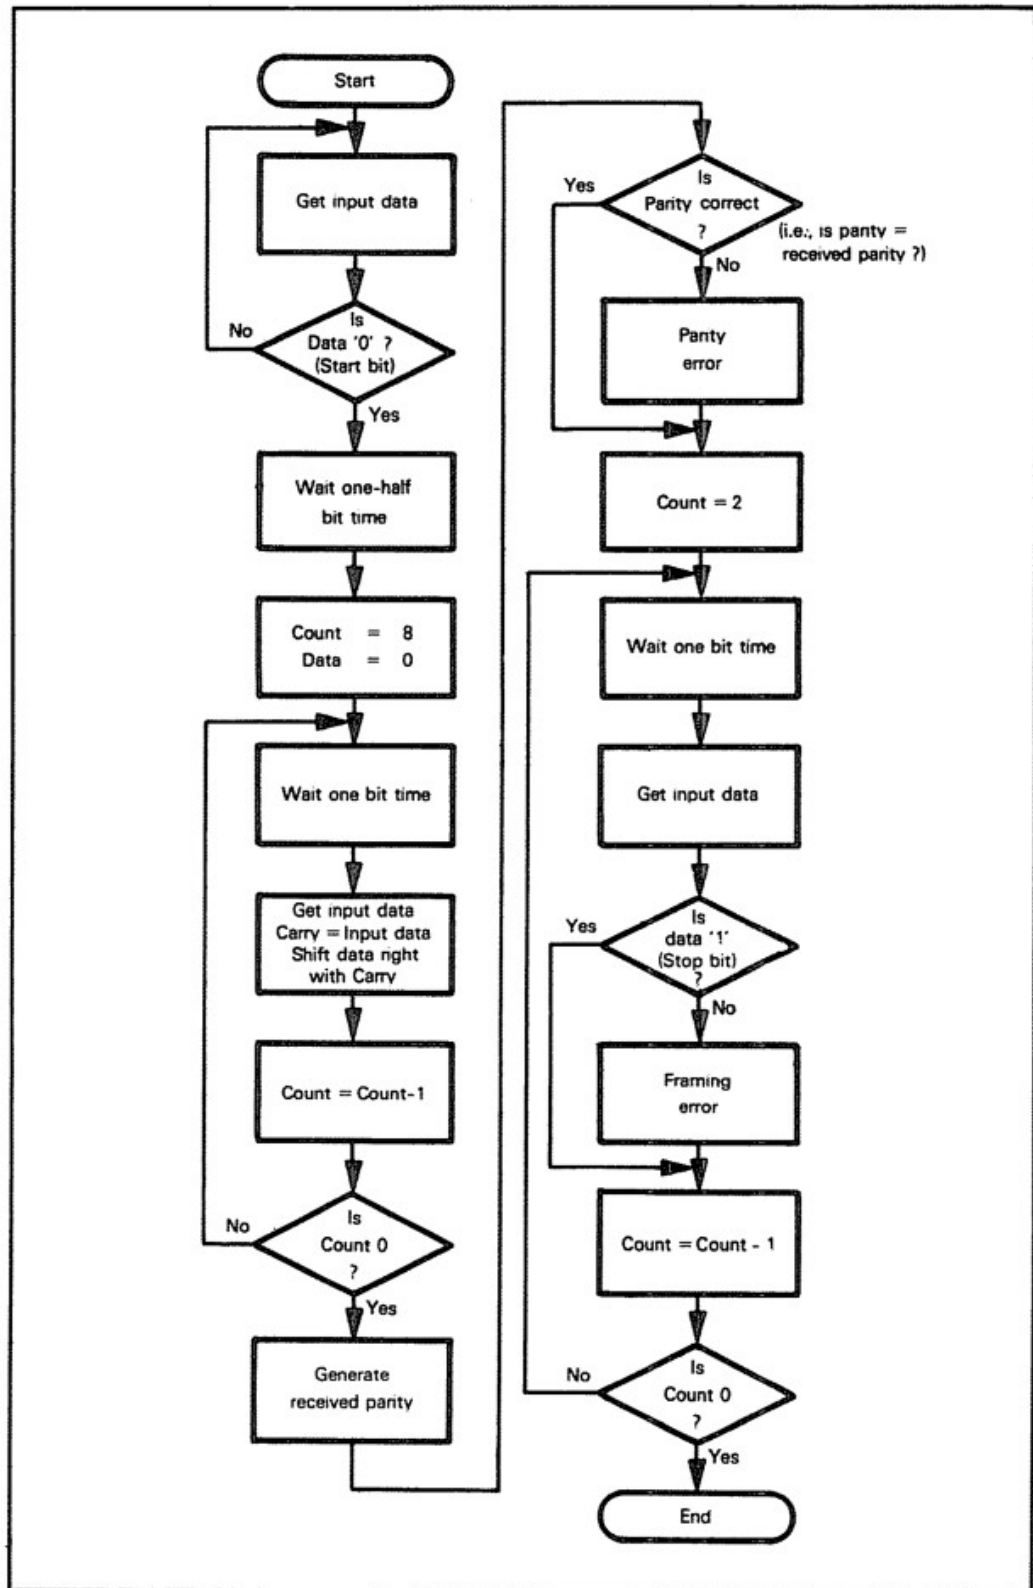 Start
Get input data
No
Is
Data '0' ?
(Start bit)
Yes
Wait one-half
bit time
Count = 8
Data = 0
Wait one bit time
Get input data
Carry = Input data
Shift data right
with Carry
Count = Count-1
No
Is
Count 0
?
Yes
Generate
received parity
Yes
Is
Parity correct
?
(i.e., is parity =
received parity ?)
No
Parity
error
Count = 2
Wait one bit time
Get input data
Yes
Is
data '1'
(Stop bit)
?
No
Framing
error
Count = Count - 1
No
Is
Count 0
?
Yes
End